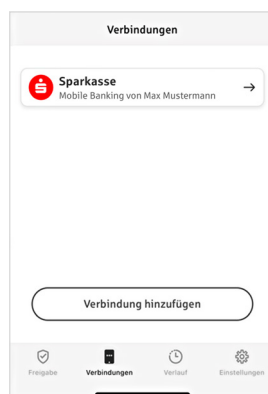 Verbindungen
Sparkasse
Mobile Banking von Max Mustermann
Verbindung hinzufügen
Freigabe
Verbindungen
Verlauf
Einstellungen